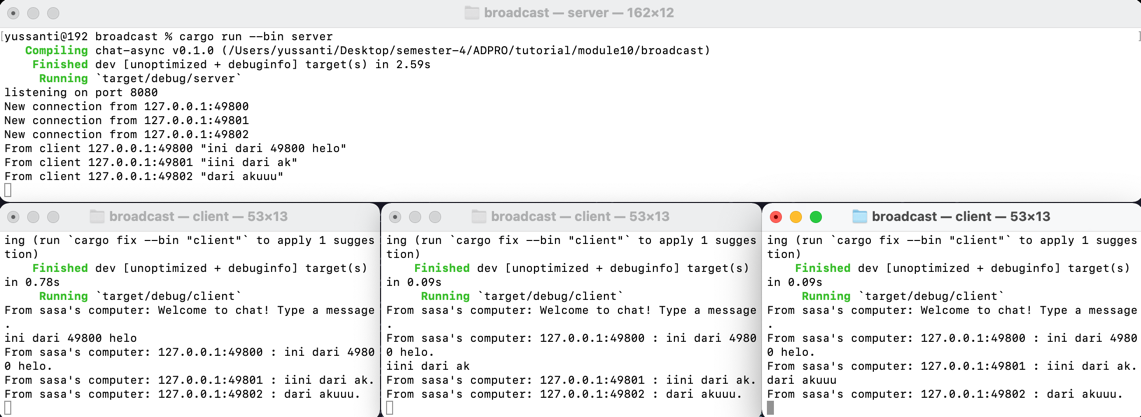 broadcast — server — 162×12
yussanti@192 broadcast % cargo run --bin server
Compiling chat-async v0.1.0 (/Users/yussanti/Desktop/semester-4/ADPRO/tutorial/module10/broadcast)
Finished dev [unoptimized + debuginfo] target(s) in 2.59s
Running `target/debug/server`
listening on port 8080
New connection from 127.0.0.1:49800
New connection from 127.0.0.1:49801
New connection from 127.0.0.1:49802
From client 127.0.0.1:49800 "ini dari 49800 helo"
From client 127.0.0.1:49801 "iini dari ak"
From client 127.0.0.1:49802 "dari akuuu"
broadcast — client — 53×13
ing (run `cargo fix --bin "client"` to apply 1 sugges
tion)
Finished dev [unoptimized + debuginfo] target(s)
in 0.78s
Running `target/debug/client`
From sasa's computer: Welcome to chat! Type a message
.
ini dari 49800 helo
From sasa's computer: 127.0.0.1:49800 : ini dari 4980
0 helo.
From sasa's computer: 127.0.0.1:49801 : iini dari ak.
From sasa's computer: 127.0.0.1:49802 : dari akuuu.
broadcast — client — 53×13
ing (run `cargo fix --bin "client"` to apply 1 sugges
tion)
Finished dev [unoptimized + debuginfo] target(s)
in 0.09s
Running `target/debug/client`
From sasa's computer: Welcome to chat! Type a message
.
From sasa's computer: 127.0.0.1:49800 : ini dari 4980
0 helo.
iini dari ak
From sasa's computer: 127.0.0.1:49801 : iini dari ak.
From sasa's computer: 127.0.0.1:49802 : dari akuuu.
broadcast — client — 53×13
ing (run `cargo fix --bin "client"` to apply 1 sugges
tion)
Finished dev [unoptimized + debuginfo] target(s)
in 0.09s
Running `target/debug/client`
From sasa's computer: Welcome to chat! Type a message
.
From sasa's computer: 127.0.0.1:49800 : ini dari 4980
0 helo.
From sasa's computer: 127.0.0.1:49801 : iini dari ak.
dari akuuu
From sasa's computer: 127.0.0.1:49802 : dari akuuu.